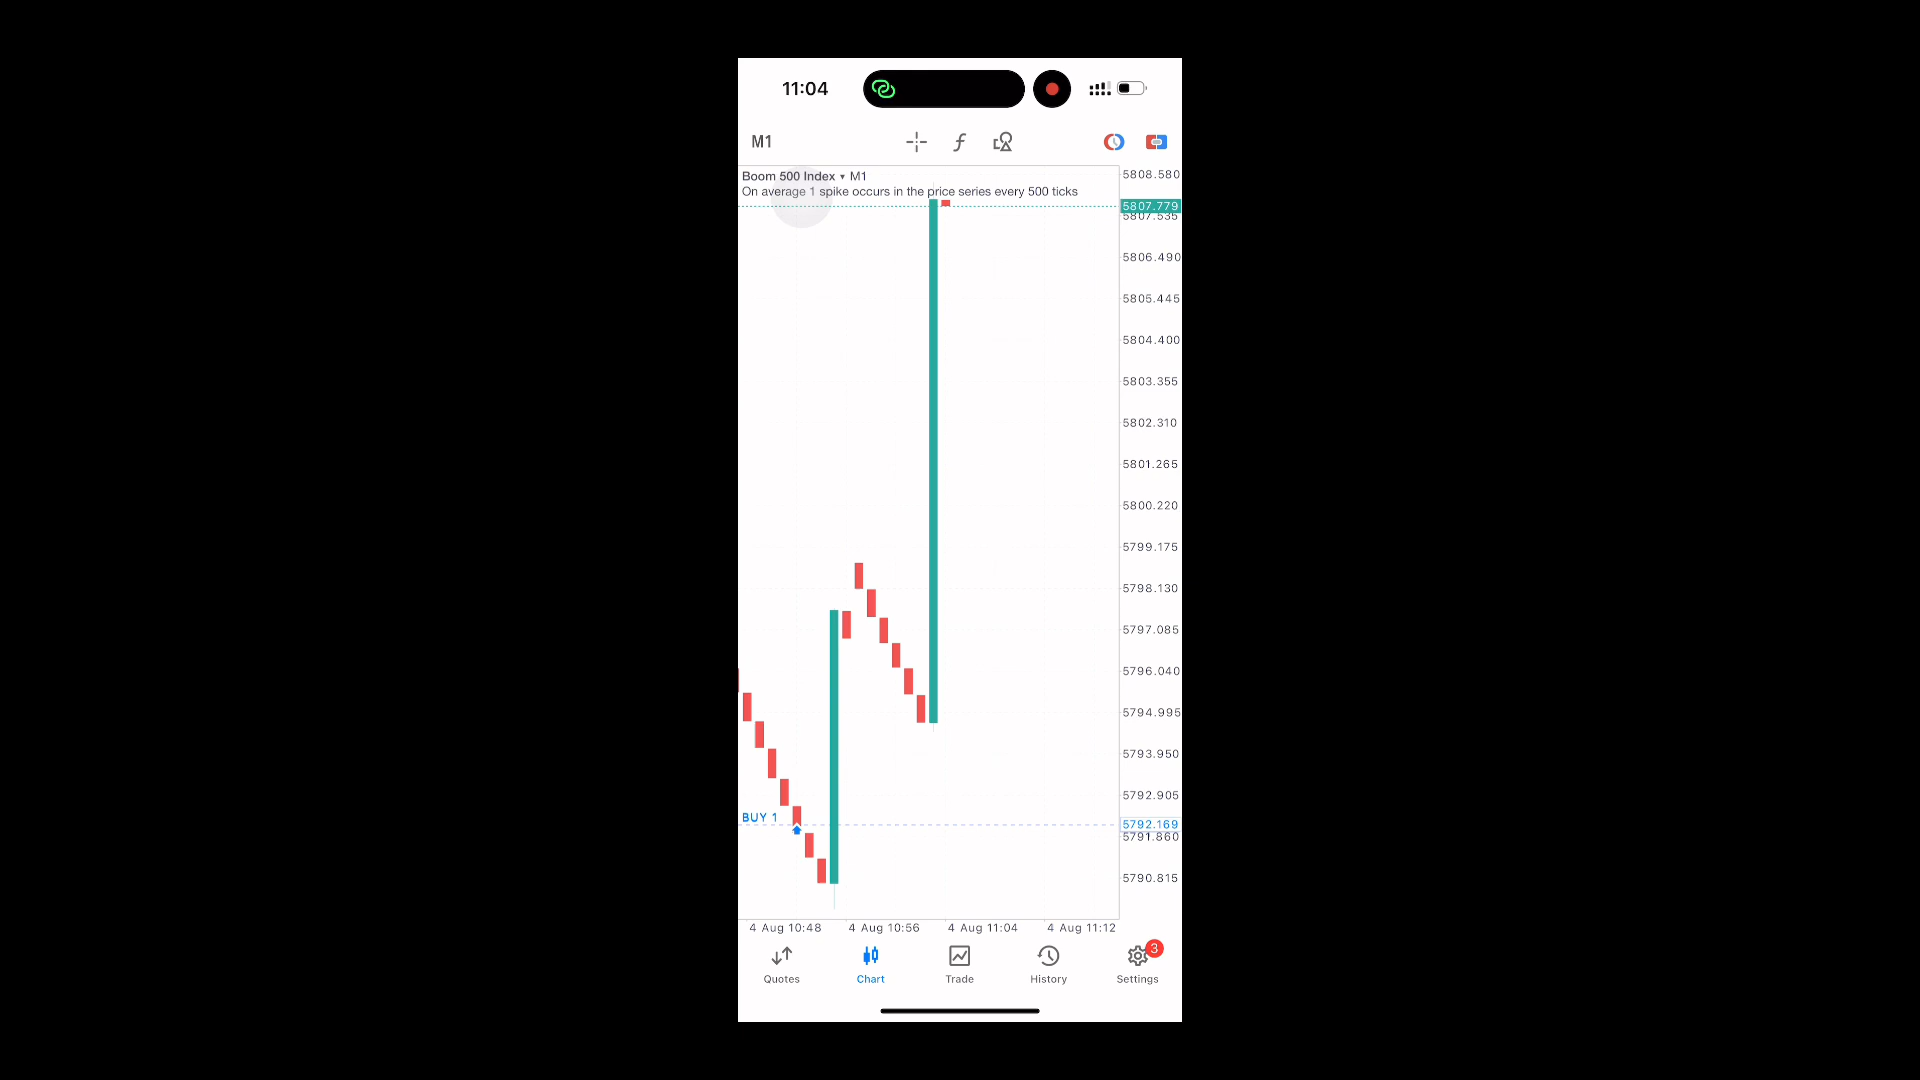 11:04
M1
Boom 500 Index ▾ M1
On average 1 spike occurs in the price series every 500 ticks
5808.580
5807.779
5807.535
5806.490
5805.445
5804.400
5803.355
5802.310
5801.265
5800.220
5799.175
5798.130
5797.085
5796.040
5794.995
5793.950
5792.905
BUY 1
5792.169
5791.860
5790.815
4 Aug 10:48
4 Aug 10:56
4 Aug 11:04
4 Aug 11:12
3
Quotes
Chart
Trade
History
Settings